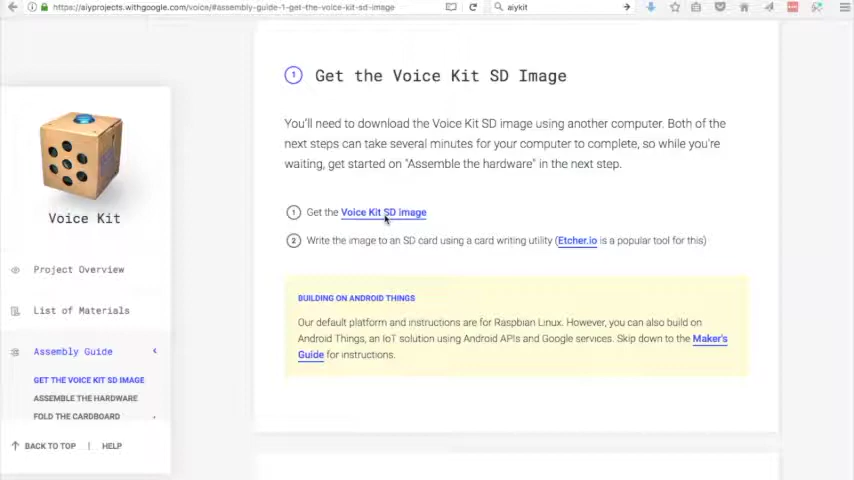 https://aiyprojects.withgoogle.com/voice/#assembly-guide-1-get-the-voice-kit-sd-image
aiykit
1 Get the Voice Kit SD Image
You'll need to download the Voice Kit SD image using another computer. Both of the
next steps can take several minutes for your computer to complete, so while you're
waiting, get started on "Assemble the hardware" in the next step.
1 Get the Voice Kit SD image
2 Write the image to an SD card using a card writing utility (Etcher.io is a popular tool for this)
BUILDING ON ANDROID THINGS
Our default platform and instructions are for Raspbian Linux. However, you can also build on
Android Things, an IoT solution using Android APIs and Google services. Skip down to the Maker's
Guide for instructions.
Voice Kit
Project Overview
List of Materials
Assembly Guide
GET THE VOICE KIT SD IMAGE
ASSEMBLE THE HARDWARE
FOLD THE CARDBOARD
BACK TO TOP | HELP